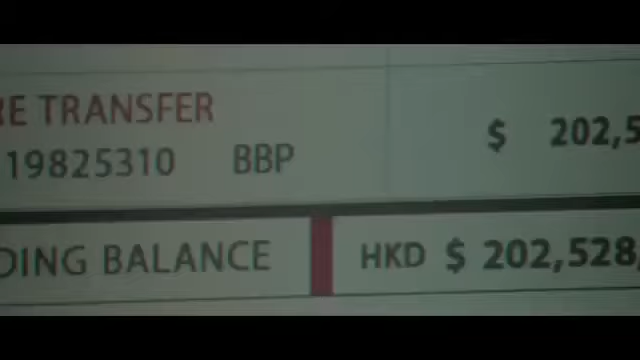 RE TRANSFER
19825310 BBP $ 202,5
DING BALANCE HKD $ 202,528,